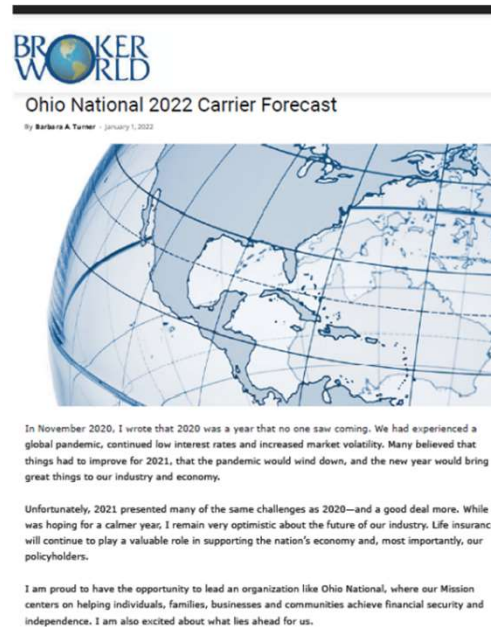 BROKER
WORLD
Ohio National 2022 Carrier Forecast
By Barbara A. Turner - January 1, 2022
In November 2020, I wrote that 2020 was a year that no one saw coming. We had experienced a
global pandemic, continued low interest rates and increased market volatility. Many believed that
things had to improve for 2021, that the pandemic would wind down, and the new year would bring
great things to our industry and economy.
Unfortunately, 2021 presented many of the same challenges as 2020—and a good deal more. While
was hoping for a calmer year, I remain very optimistic about the future of our industry. Life insuranc
will continue to play a valuable role in supporting the nation's economy and, most importantly, our
policyholders.
I am proud to have the opportunity to lead an organization like Ohio National, where our Mission
centers on helping individuals, families, businesses and communities achieve financial security and
independence. I am also excited about what lies ahead for us.